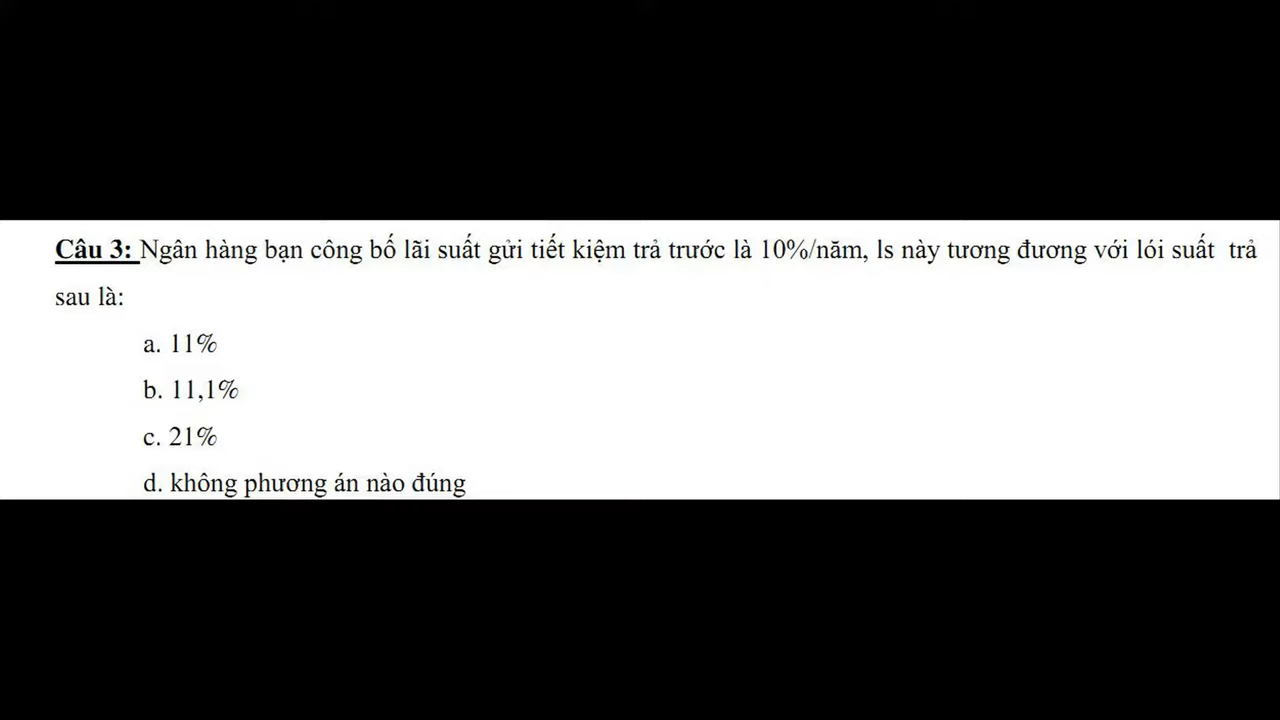 Câu 3: Ngân hàng bạn công bố lãi suất gửi tiết kiệm trả trước là 10%/năm, ls này tương đương với lói suất trả
sau là:
a. 11%
b. 11,1%
c. 21%
d. không phương án nào đúng